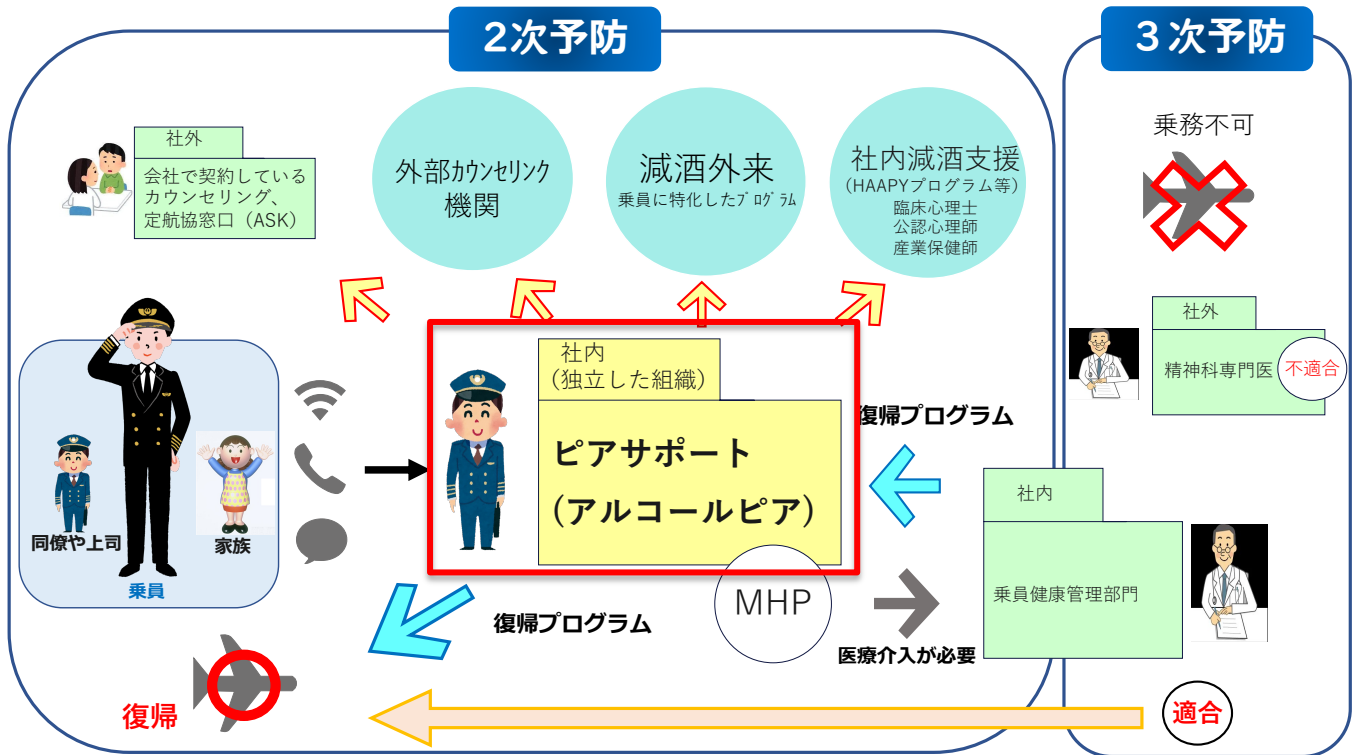 2次予防
３次予防
社外
会社で契約している
カウンセリング、
定航協窓口（ASK）
外部ｶｳﾝｾﾘﾝｸ
機関
減酒外来
乗員に特化したﾌﾟﾛｸﾞﾗﾑ
社内減酒支援
(HAAPYプログラム等)
臨床心理士
公認心理師
産業保健師
乗務不可
社外
精神科専門医
不適合
社内
(独立した組織)
ピアサポート
(アルコールピア)
MHP
同僚や上司
家族
乗員
復帰プログラム
社内
乗員健康管理部門
復帰プログラム
医療介入が必要
復帰
適合